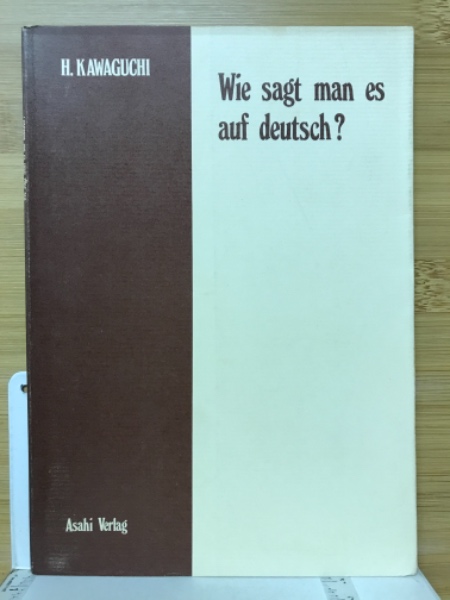 H. KAWAGUCHI
Wie sagt man es
auf deutsch?
Asahi Verlag